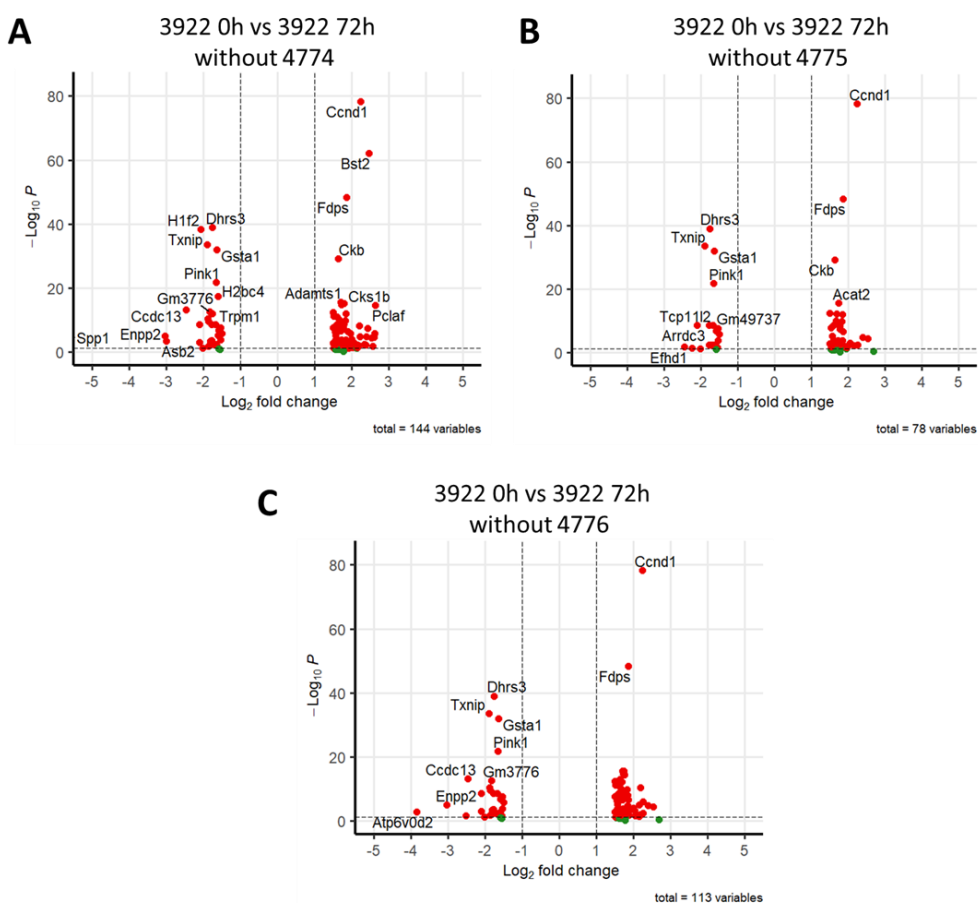 A
3922 0h vs 3922 72h
without 4774
80
60
40
20
0
−Log10 P
Ccnd1
Bst2
Fdps
H1f2
Dhrs3
Txnip
Gsta1
Ckb
Pink1
Gm3776
H2bc4
Adamts1
Cks1b
Ccdc13
Trpm1
Pclaf
Spp1
Enpp2
Asb2
-5 -4 -3 -2 -1 0 1 2 3 4 5
Log2 fold change
total = 144 variables
B
3922 0h vs 3922 72h
without 4775
80
60
40
20
0
−Log10 P
Ccnd1
Fdps
Dhrs3
Txnip
Gsta1
Ckb
Pink1
Acat2
Tcp11l2
Gm49737
Arrdc3
Efhd1
-5 -4 -3 -2 -1 0 1 2 3 4 5
Log2 fold change
total = 78 variables
C
3922 0h vs 3922 72h
without 4776
80
60
40
20
0
−Log10 P
Ccnd1
Fdps
Dhrs3
Txnip
Gsta1
Pink1
Ccdc13
Gm3776
Enpp2
Atp6v0d2
-5 -4 -3 -2 -1 0 1 2 3 4 5
Log2 fold change
total = 113 variables